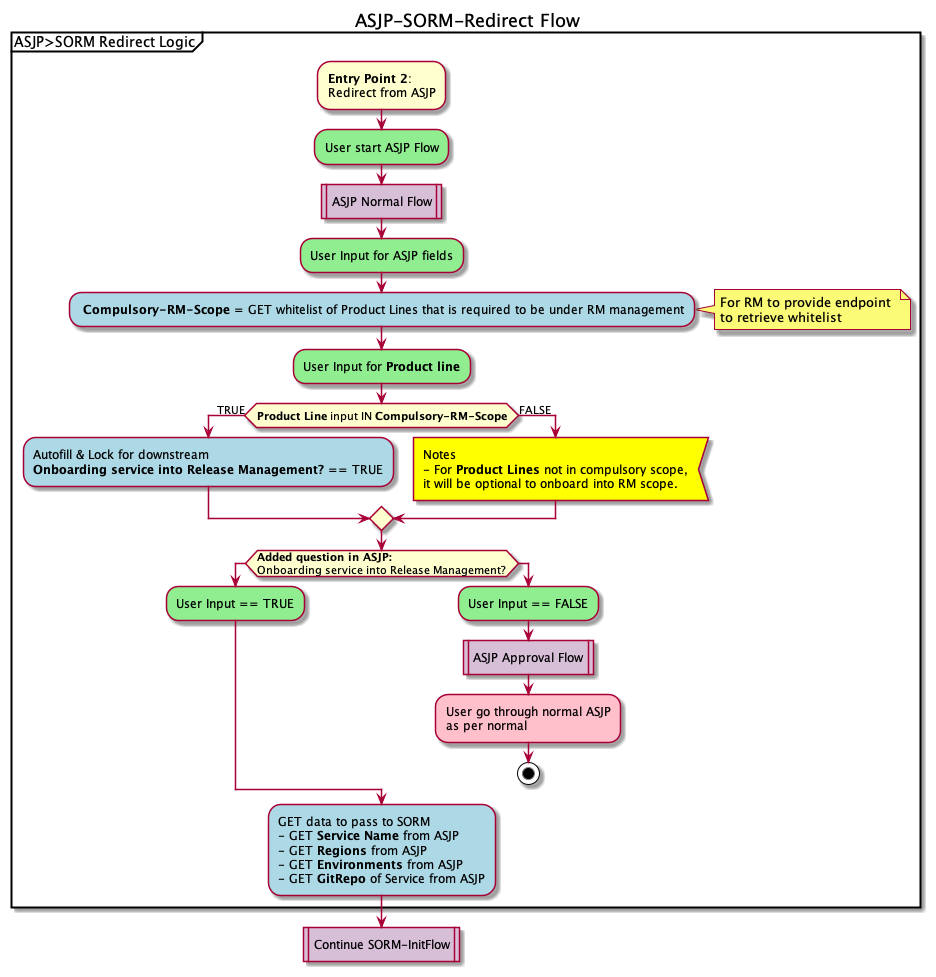 ASJP-SORM-Redirect Flow
ASJP>SORM Redirect Logic
Entry Point 2:
Redirect from ASJP
User start ASJP Flow
ASJP Normal Flow
User Input for ASJP fields
Compulsory-RM-Scope = GET whitelist of Product Lines that is required to be under RM management
For RM to provide endpoint
to retrieve whitelist
User Input for Product line
TRUE
Product Line input IN Compulsory-RM-Scope
FALSE
Autofill & Lock for downstream
Onboarding service into Release Management? == TRUE
Notes
- For Product Lines not in compulsory scope,
it will be optional to onboard into RM scope.
Added question in ASJP:
Onboarding service into Release Management?
User Input == TRUE
User Input == FALSE
ASJP Approval Flow
User go through normal ASJP
as per normal
GET data to pass to SORM
- GET Service Name from ASJP
- GET Regions from ASJP
- GET Environments from ASJP
- GET GitRepo of Service from ASJP
Continue SORM-InitFlow